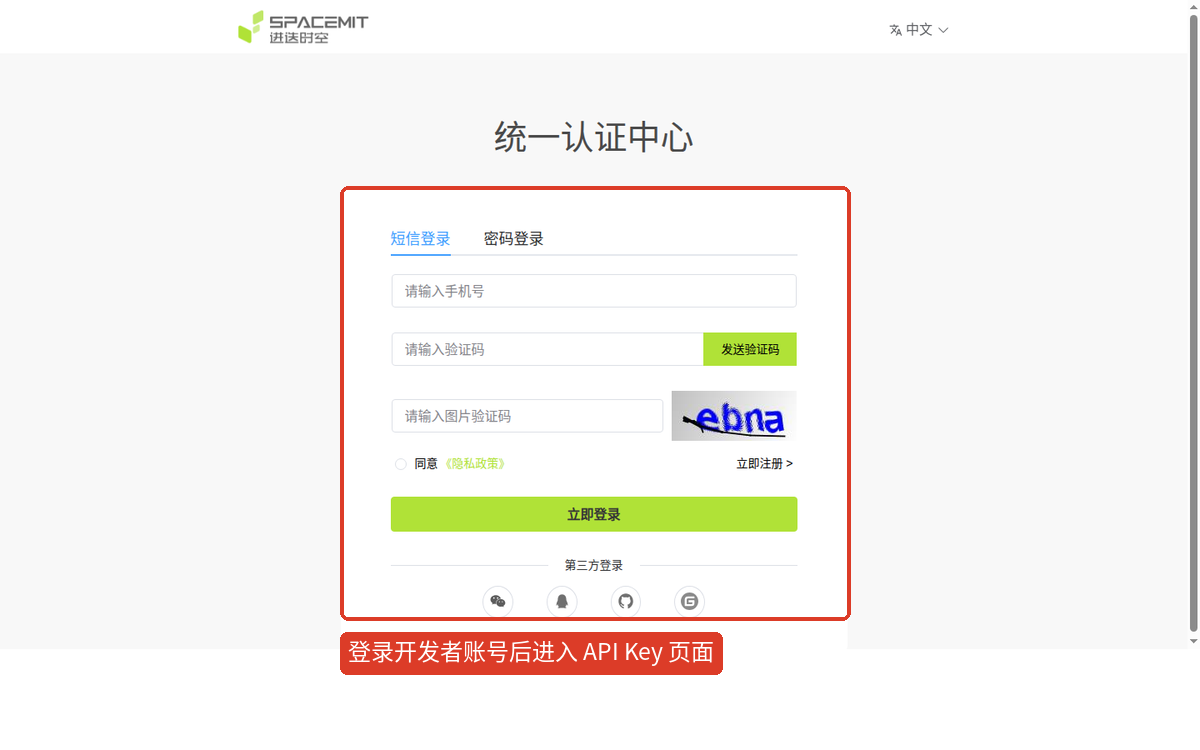 SPACEMIT
进迭时空
中文
统一认证中心
短信登录 密码登录
请输入手机号
请输入验证码 发送验证码
请输入图片验证码 ebna
同意 《隐私政策》 立即注册 >
立即登录
第三方登录
登录开发者账号后进入 API Key 页面